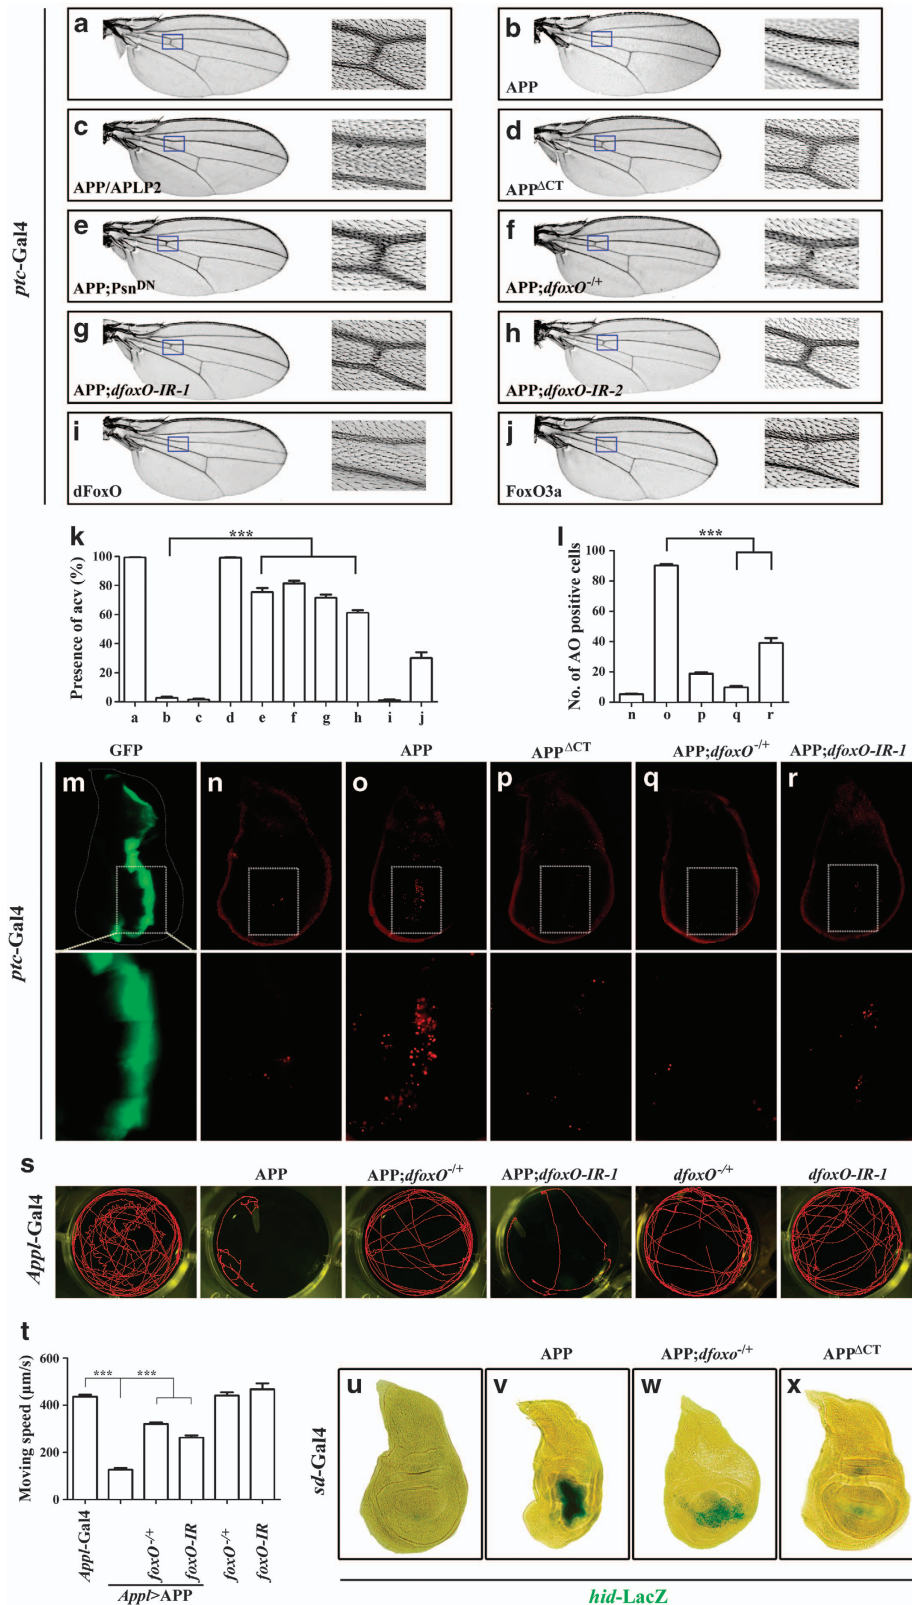 a
b
APP
c
APP/APLP2
d
APPΔCT
e
APP;PsnDN
f
APP;dfoxO-/+
g
APP;dfoxO-IR-1
h
APP;dfoxO-IR-2
i
dFoxO
j
FoxO3a
ptc-Gal4
k
***
Presence of acv (%)
100
80
60
40
20
0
a b c d e f g h i j
l
***
No. of AO positive cells
100
80
60
40
20
0
n o p q r
GFP
APP
APPΔCT
APP;dfoxO-/+
APP;dfoxO-IR-1
m
n
o
p
q
r
ptc-Gal4
s
APP
APP;dfoxO-/+
APP;dfoxO-IR-1
dfoxO-/+
dfoxO-IR-1
Appl-Gal4
t
*** ***
Moving speed (µm/s)
600
400
200
0
Appl-Gal4
foxO-/+
foxO-IR
foxO-/+
foxO-IR
Appl>APP
APP
APP;dfoxo-/+
APPΔCT
u
v
w
x
sd-Gal4
hid-LacZ